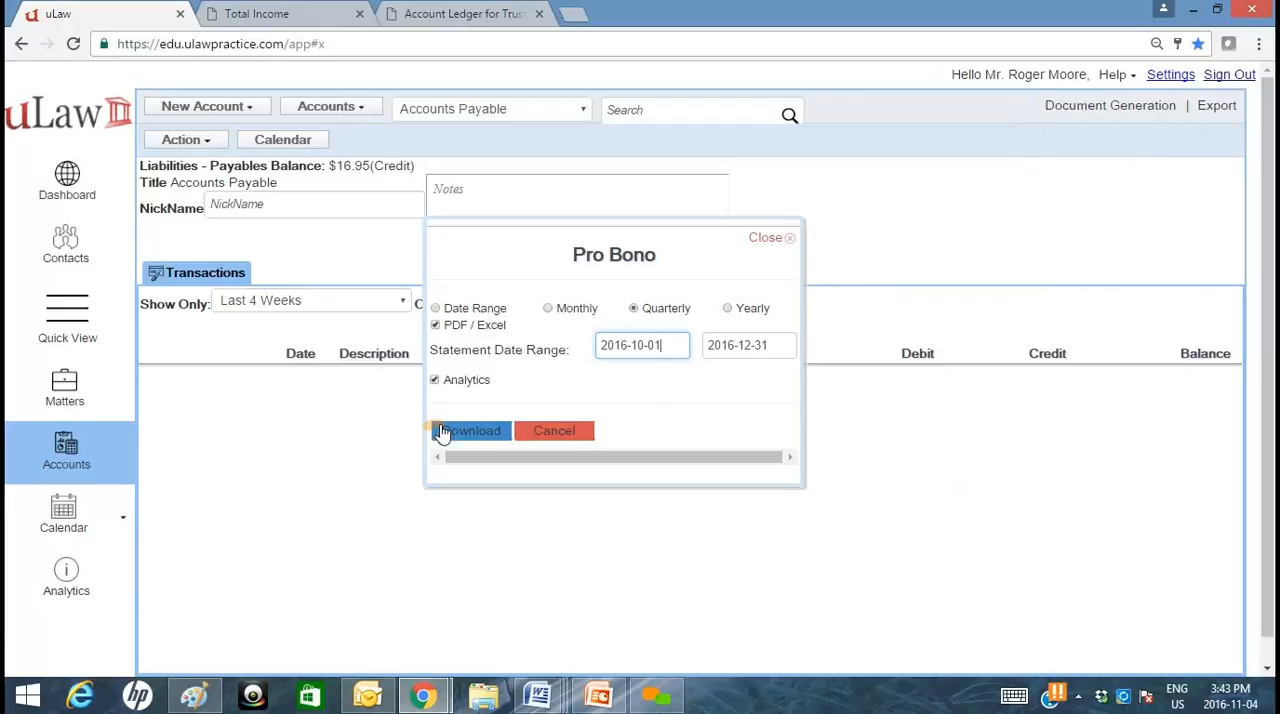 uLaw
Total Income
Account Ledger for Trus
https://edu.ulawpractice.com/app#x
Hello Mr. Roger Moore, Help Settings Sign Out
uLaw
New Account
Accounts
Accounts Payable
Search
Document Generation | Export
Action
Calendar
Liabilities - Payables Balance: $16.95(Credit)
Title Accounts Payable
NickName NickName
Notes
Dashboard
Contacts
Quick View
Matters
Accounts
Calendar
Analytics
Transactions
Show Only: Last 4 Weeks
Date Description Debit Credit Balance
Close
Pro Bono
Date Range Monthly Quarterly Yearly
PDF / Excel
Statement Date Range: 2016-10-01 2016-12-31
Analytics
Download Cancel
ENG 3:43 PM
US 2016-11-04